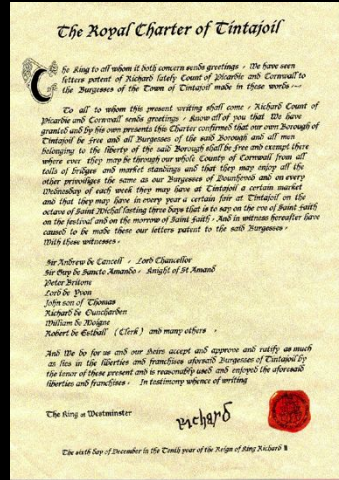 The Royal Charter of Tintajoil
The King to all whom it both concern sends greetings - We have seen
letters patent of Richard lately Count of Picardie and Cornwall to
the Burgesses of the Town of Tintajoil made in these words ~
To all to whom this present writing shall come - Richard Count of
Picardie and Cornwall sends greetings - Know all of you that We have
granted and by his own presents this Charter confirmed that our own Borough of
Tintajoil be free and all Burgesses of the said Borough and all men
belonging to the liberty of the said Borough shall be free and exempt there
where ever they may be through our whole County of Cornwall from all
tolls of bridges and market standings and that they may enjoy all the
other priviliges the same as our Burgesses of Dounheved and on every
Wednesday of each week they may have at Tintajoil a certain market
and that they may have in every year a certain fair at Tintajoil on the
octave of Saint Michal lasting three days that is to say on the eve of Saint Faith
on the festival and on the morrow of Saint Faith - And in witness hereafter have
caused to be made these our letters patent to the said Burgesses -
With these witnesses -
Sir Andrew de Cancell - Lord Chancellor
Sir Guy de Sancto Amando - Knight of St Amand
Peter Britone
Lord de Yvon
John son of Thomas
Richard de Duncharden
William de Woigne
Robert de Esthall (Clerk) and many others -
And We do for us and our Heirs accept and approve and ratify as much
as lies in the liberties and franchises aforsaid Burgesses of Tintajoil by
the tenor of these present and is reasonably used and enjoyed the aforesaid
liberties and franchises - In testimony whence of writing
The King at Westminster
Richard
The sixth day of December in the Tenth year of the Reign of King Richard II